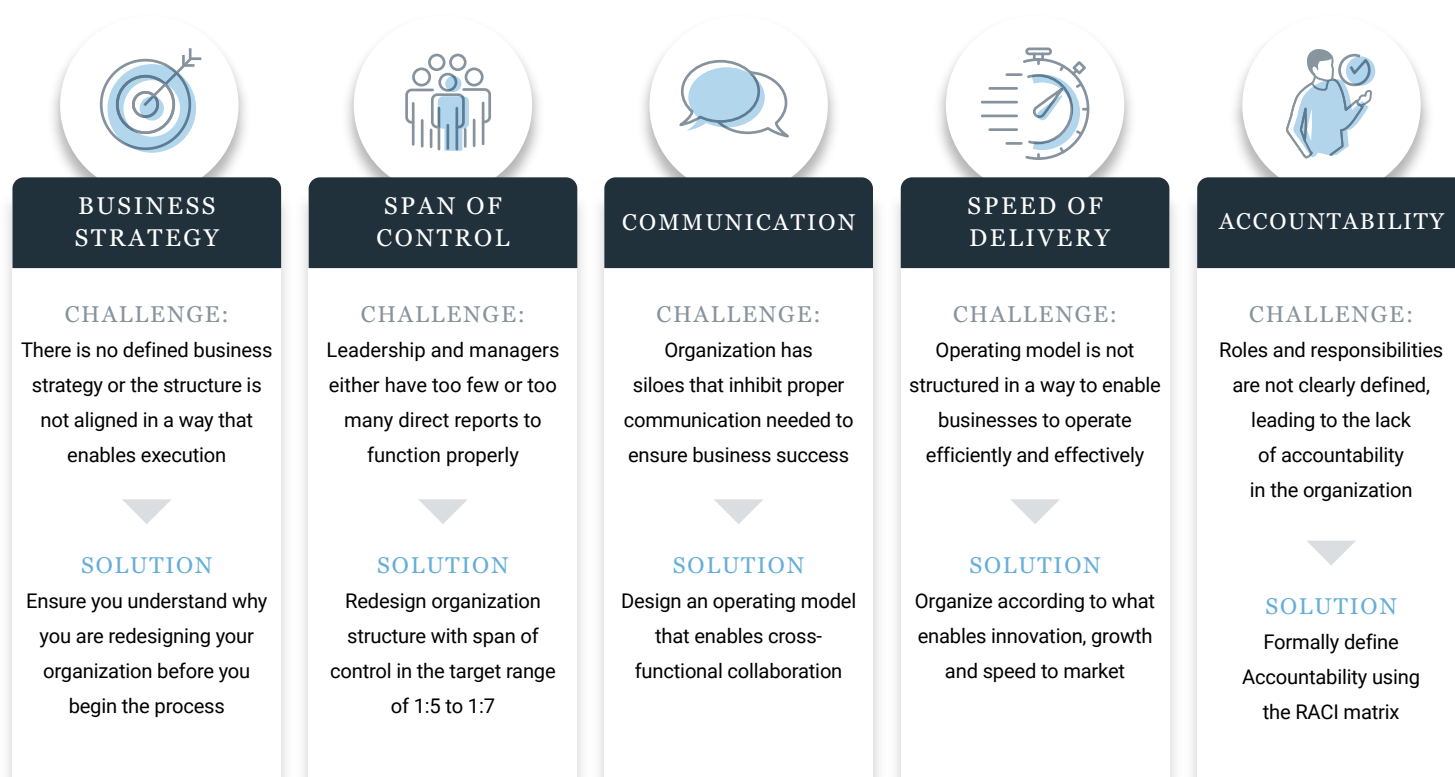 BUSINESS
STRATEGY
CHALLENGE:
There is no defined business
strategy or the structure is
not aligned in a way that
enables execution
SOLUTION
Ensure you understand why
you are redesigning your
organization before you
begin the process
SPAN OF
CONTROL
CHALLENGE:
Leadership and managers
either have too few or too
many direct reports to
function properly
SOLUTION
Redesign organization
structure with span of
control in the target range
of 1:5 to 1:7
COMMUNICATION
CHALLENGE:
Organization has
siloes that inhibit proper
communication needed to
ensure business success
SOLUTION
Design an operating model
that enables cross-
functional collaboration
SPEED OF
DELIVERY
CHALLENGE:
Operating model is not
structured in a way to enable
businesses to operate
efficiently and effectively
SOLUTION
Organize according to what
enables innovation, growth
and speed to market
ACCOUNTABILITY
CHALLENGE:
Roles and responsibilities
are not clearly defined,
leading to the lack
of accountability
in the organization
SOLUTION
Formally define
Accountability using
the RACI matrix